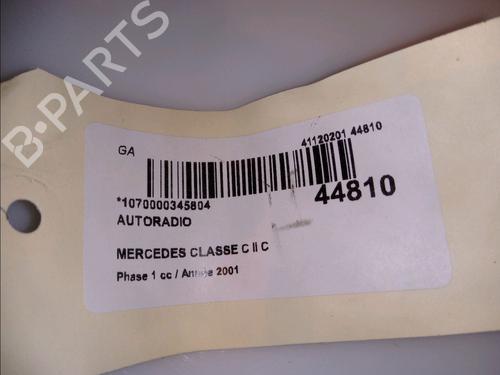 B-PARTS
GA
41120201 44810
*1070000345804
44810
AUTORADIO
MERCEDES CLASSE C II C
Phase 1 cc / Année 2001